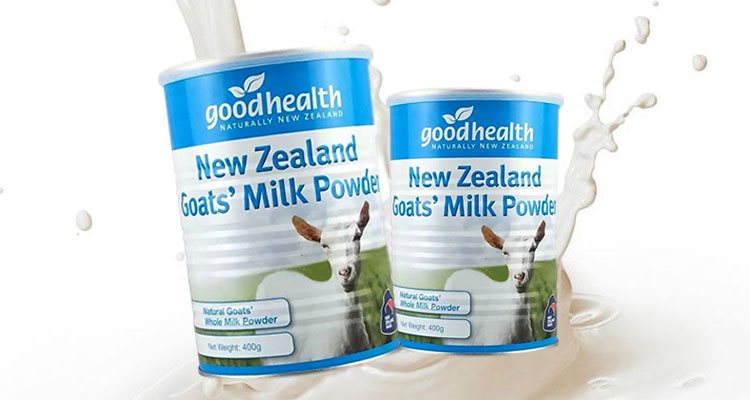 goodhealth
NATURALLY NEW ZEALAND
New Zealand
Goats' Milk Powder
Natural Goats'
Whole Milk Powder
Net Weight: 400g
goodhealth
NATURALLY NEW ZEALAND
New Zealand
Goats' Milk Powder
Natural Goats'
Whole Milk Powder
Net Weight: 400g